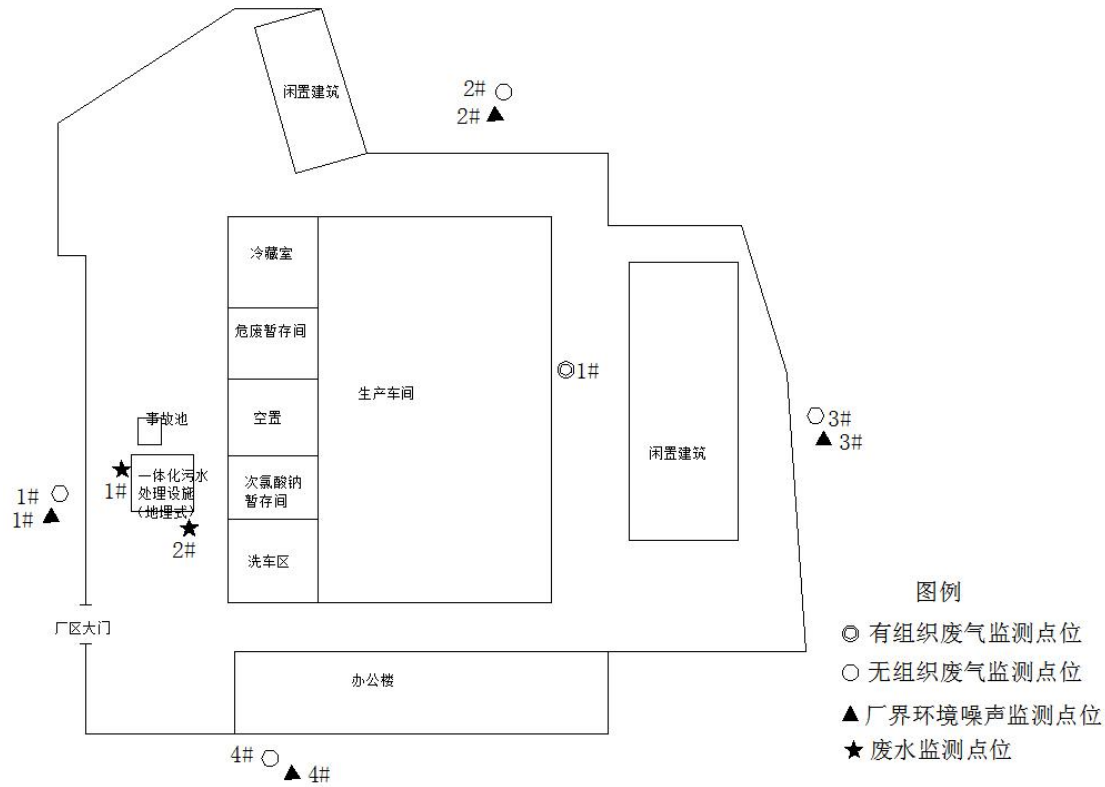 闲置建筑
2#
2#
冷藏室
危废暂存间
生产车间
1#
空置
事故池
3#
3#
闲置建筑
一体化污水
处理设施
（地埋式）
1#
次氯酸钠
暂存间
1#
1#
2#
洗车区
厂区大门
办公楼
4#
4#
图例
有组织废气监测点位
无组织废气监测点位
厂界环境噪声监测点位
废水监测点位